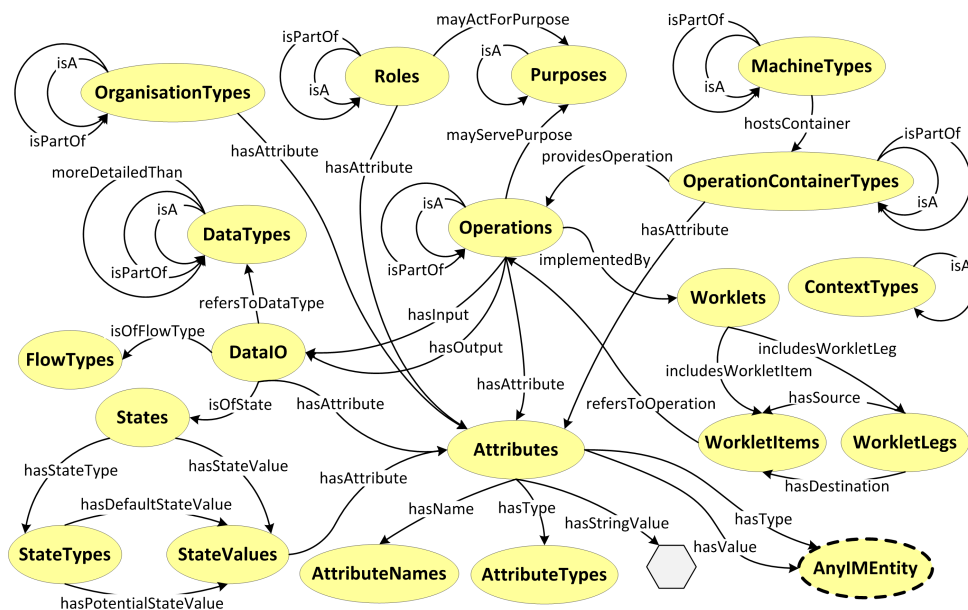 mayActForPurpose
isPartOf
isPartOf
isA
isA
isA
Roles
Purposes
MachineTypes
OrganisationTypes
isA
isA
isPartOf
hostsContainer
mayServePurpose
isPartOf
hasAttribute
providesOperation
hasAttribute
moreDetailedThan
OperationContainerTypes
isA
isA
isA
Operations
hasAttribute
DataTypes
implementedBy
isPartOf
isPartOf
isA
ContextTypes
Worklets
refersToDataType
hasInput
isOfFlowType
includesWorkletLeg
FlowTypes
DataIO
hasOutput
includesWorkletItem
hasAttribute
isOfState
hasAttribute
refersToOperation
hasSource
States
WorkletItems
WorkletLegs
Attributes
hasStateType
hasStateValue
hasAttribute
hasDestination
hasDefaultStateValue
hasName
hasType
hasStringValue
hasType
hasValue
StateTypes
StateValues
AttributeNames
AttributeTypes
AnyIMEntity
hasPotentialStateValue